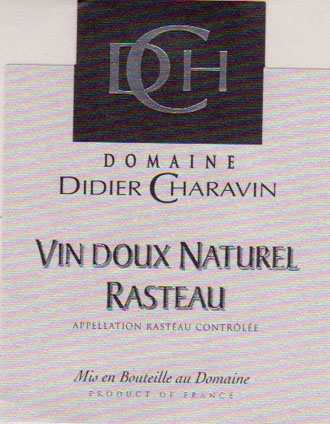 DCH
DOMAINE
DIDIER CHARAVIN
VIN DOUX NATUREL
RASTEAU
APPELLATION RASTEAU CONTRÔLÉE
Mis en Bouteille au Domaine
PRODUCT OF FRANCE